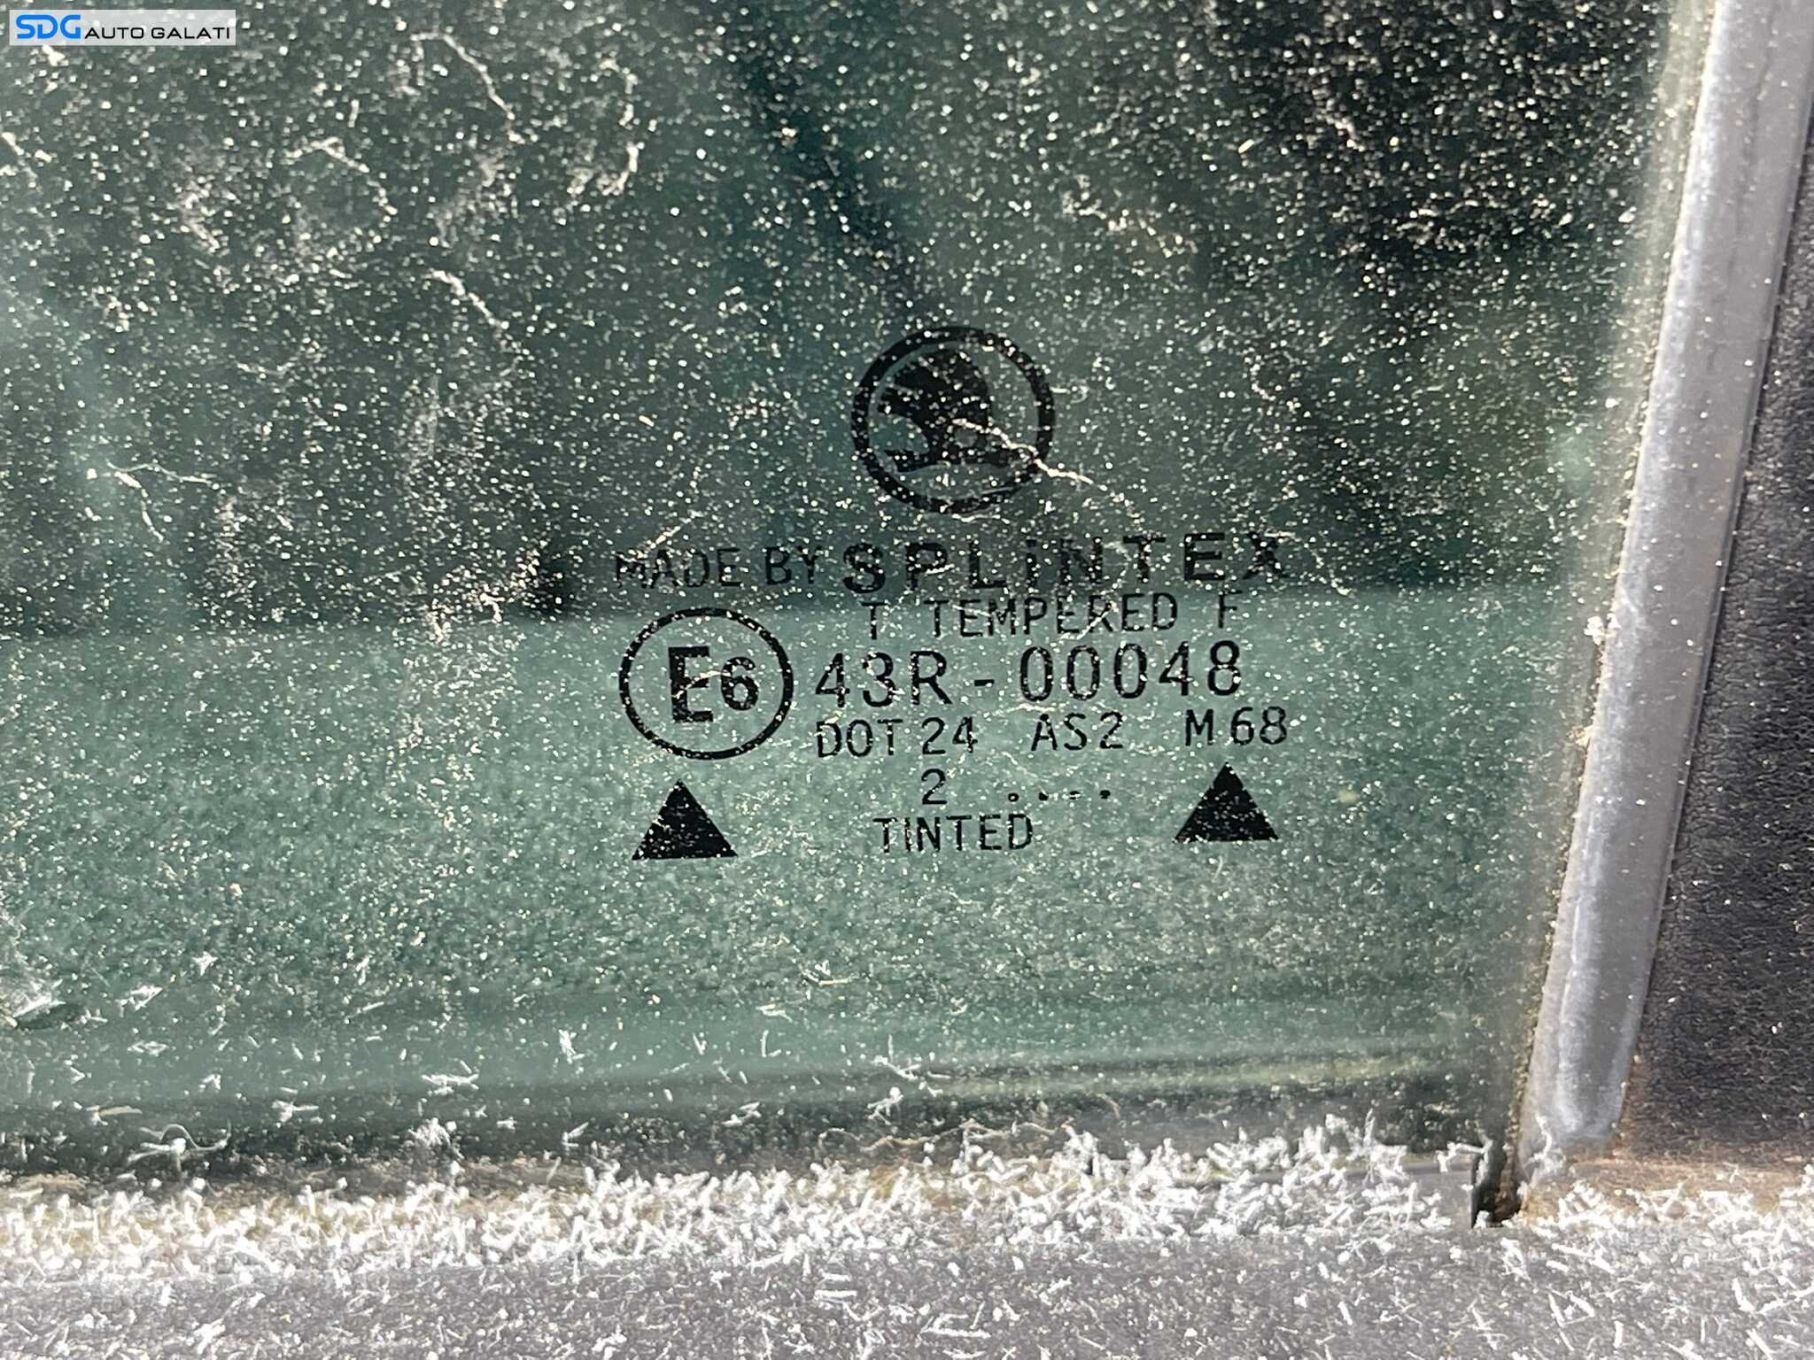 SDG AUTO GALATI
MADE BY SPLiNTEX
T TEMPERED F
E6 43R-00048
DOT 24 AS2 M68
2 .....
TINTED